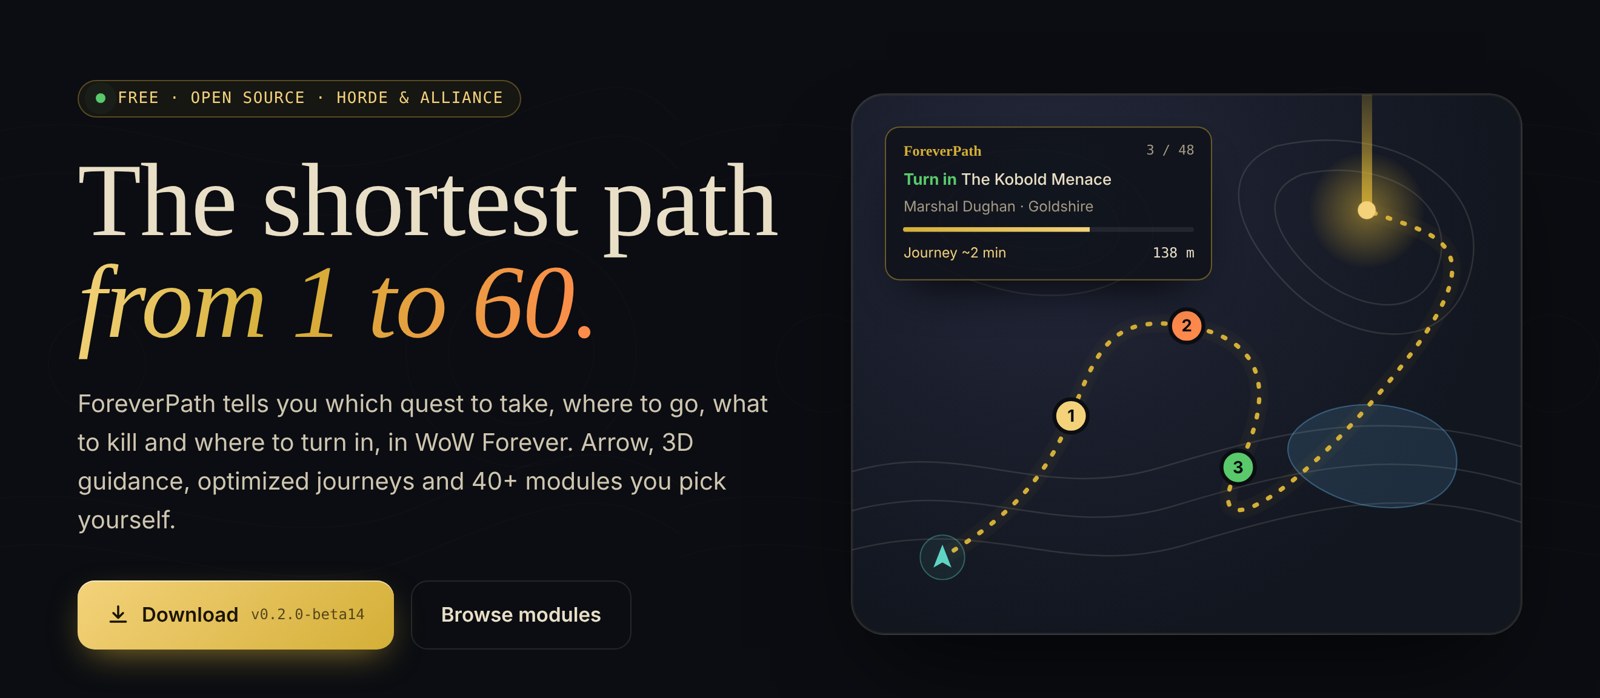 FREE · OPEN SOURCE · HORDE & ALLIANCE
The shortest path
from 1 to 60.
ForeverPath tells you which quest to take, where to go, what
to kill and where to turn in, in WoW Forever. Arrow, 3D
guidance, optimized journeys and 40+ modules you pick
yourself.
Download v0.2.0-beta14
Browse modules
ForeverPath 3 / 48
Turn in The Kobold Menace
Marshal Dughan · Goldshire
Journey ~2 min 138 m
2
1
3